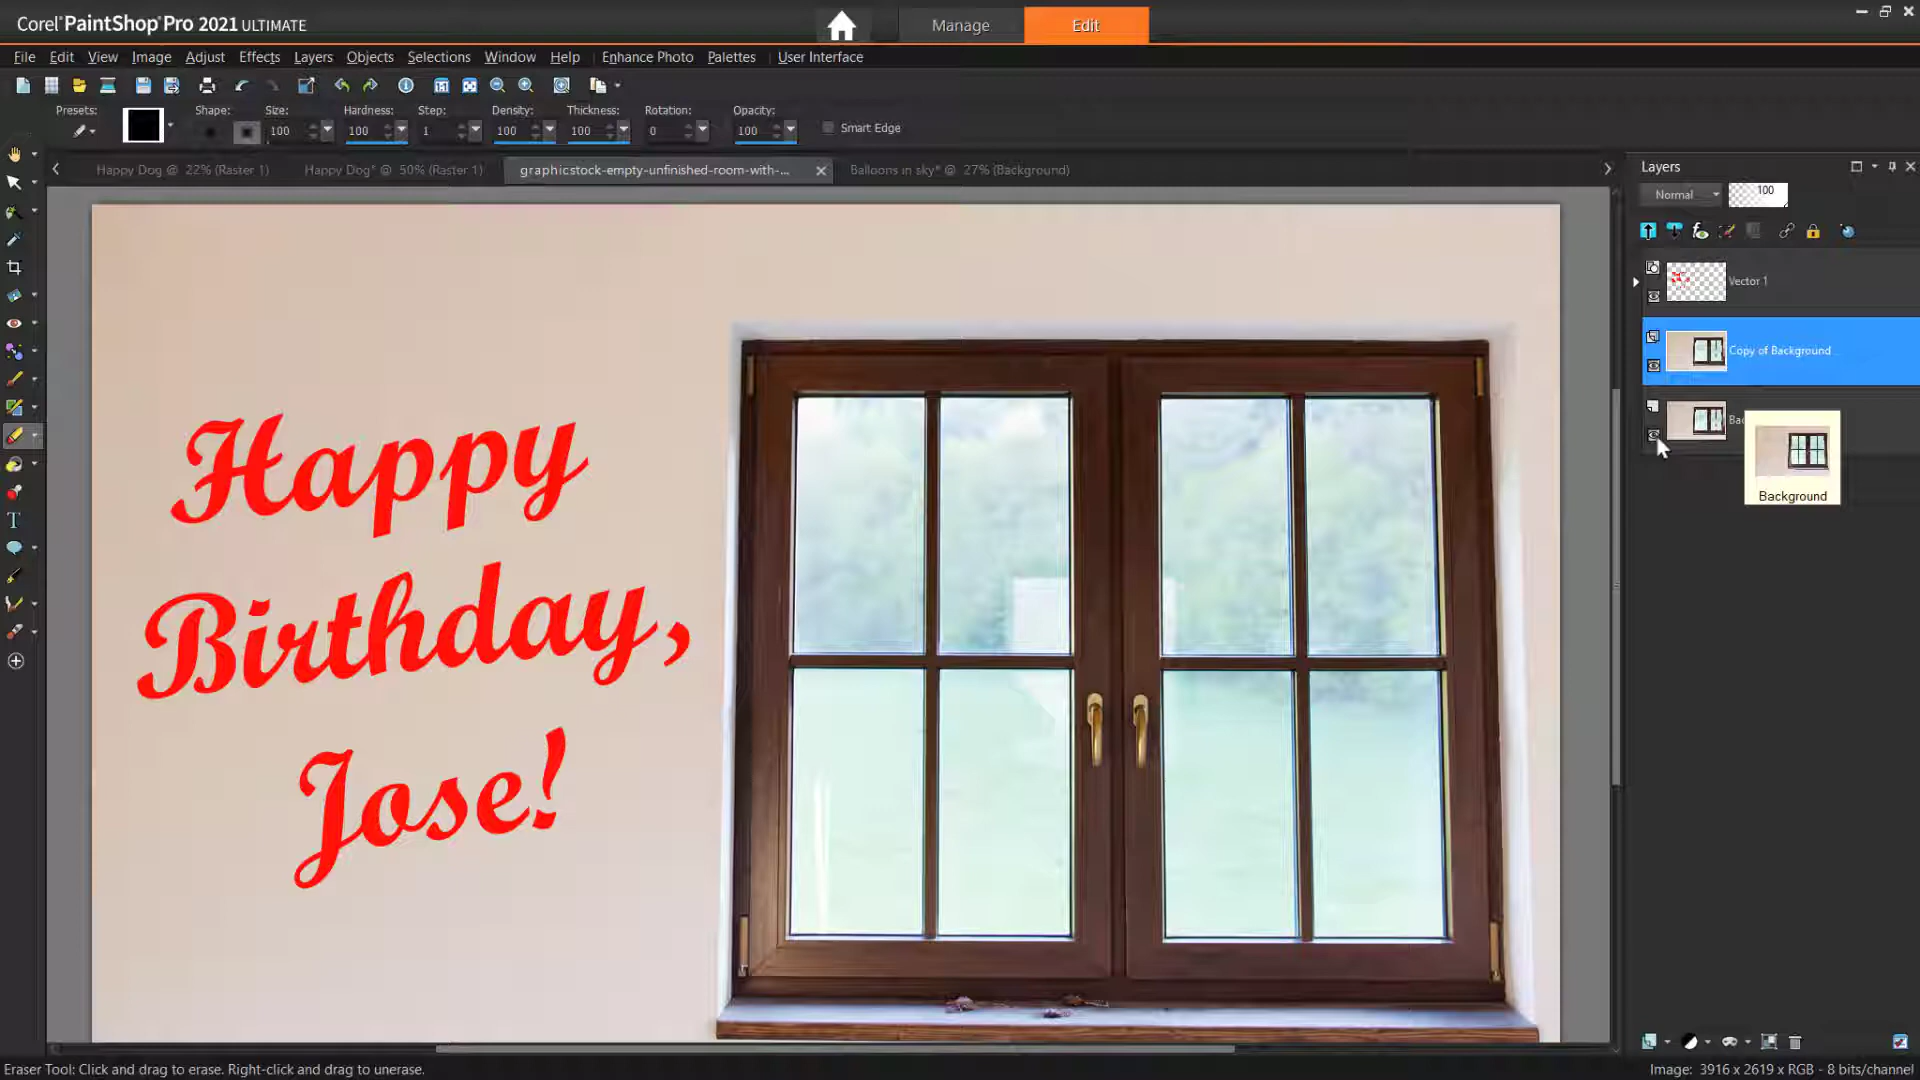 Corel PaintShop Pro 2021 ULTIMATE
Manage
Edit
File Edit View Image Adjust Effects Layers Objects Selections Window Help Enhance Photo Palettes User Interface
Presets: Shape: Size: Hardness: Step: Density: Thickness: Rotation: Opacity:
100 100 1 100 100 0 100 Smart Edge
Happy Dog @ 22% (Raster 1)
Happy Dog* @ 50% (Raster 1)
graphicstock-empty-unfinished-room-with-...
Balloons in sky* @ 27% (Background)
Layers
Normal
100
Vector 1
Copy of Background
Bac
Background
Happy
Birthday,
Jose!
Eraser Tool: Click and drag to erase. Right-click and drag to unerase.
Image: 3916 x 2619 x RGB - 8 bits/channel